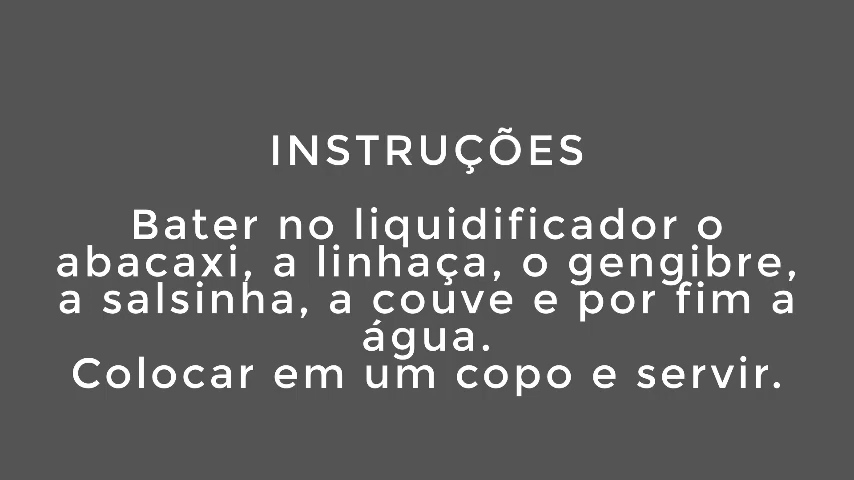 INSTRUÇÕES
Bater no liquidificador o
abacaxi, a linhaça, o gengibre,
a salsinha, a couve e por fim a
água.
Colocar em um copo e servir.